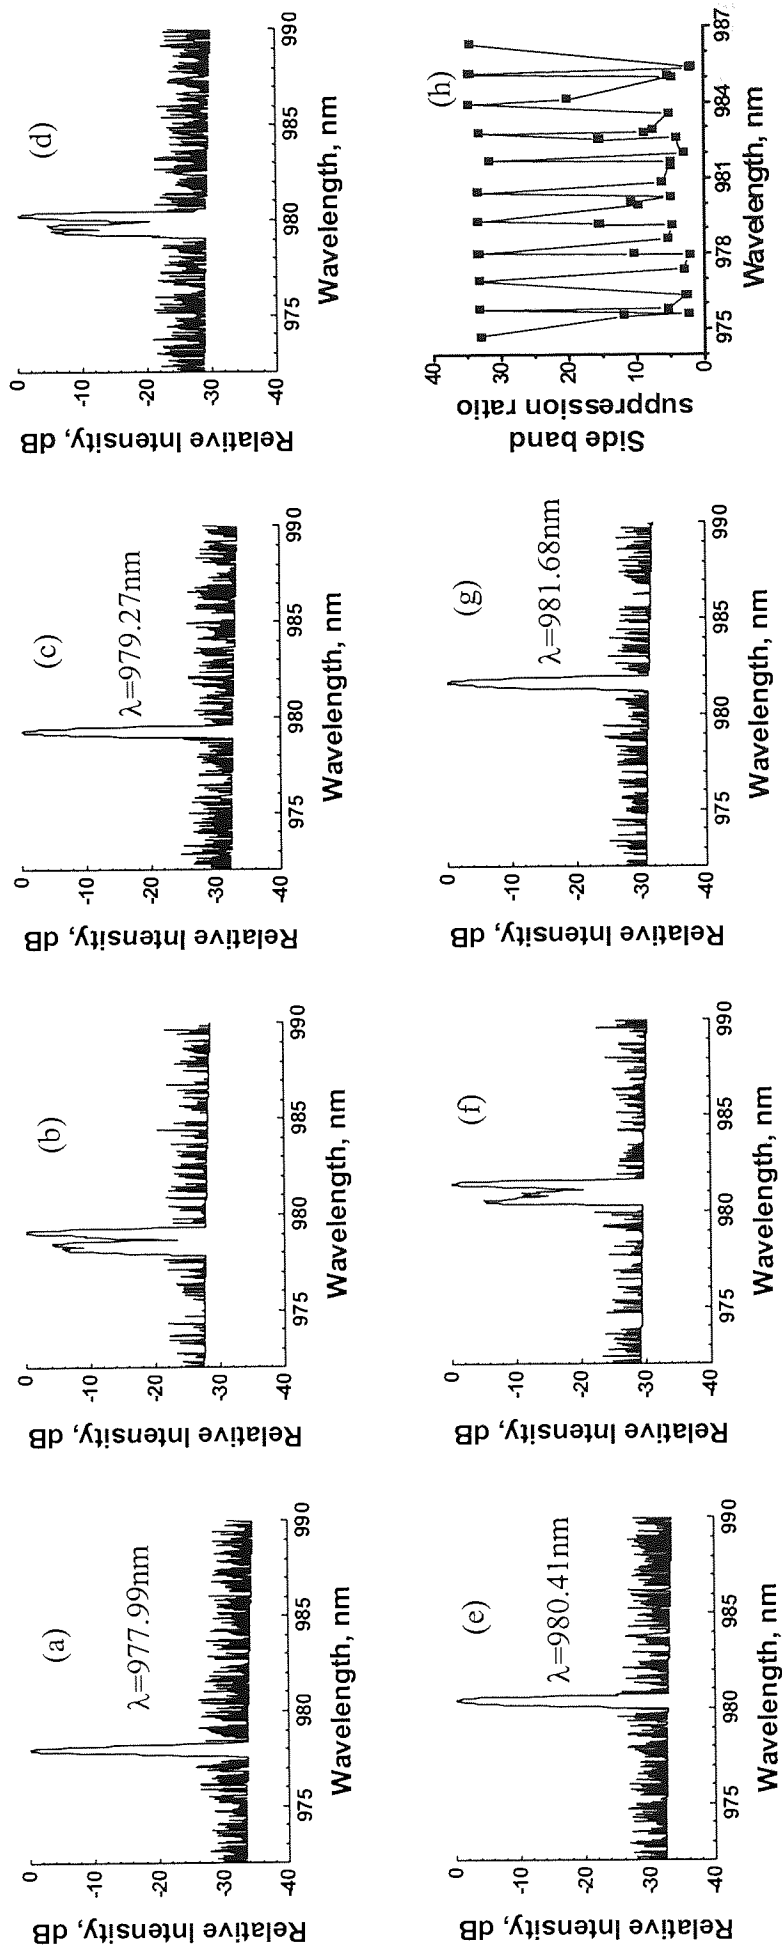 (a)
λ=977.99nm
0
-10
-20
-30
-40
975
980
985
990
Relative Intensity, dB
Wavelength, nm
(b)
0
-10
-20
-30
-40
975
980
985
990
Relative Intensity, dB
Wavelength, nm
(c)
λ=979.27nm
0
-10
-20
-30
-40
975
980
985
990
Relative Intensity, dB
Wavelength, nm
(d)
0
-10
-20
-30
-40
975
980
985
990
Relative Intensity, dB
Wavelength, nm
(e)
λ=980.41nm
0
-10
-20
-30
-40
975
980
985
990
Relative Intensity, dB
Wavelength, nm
(f)
0
-10
-20
-30
-40
975
980
985
990
Relative Intensity, dB
Wavelength, nm
(g)
λ=981.68nm
0
-10
-20
-30
-40
975
980
985
990
Relative Intensity, dB
Wavelength, nm
(h)
40
30
20
10
0
975
978
981
984
987
Side band
suppression ratio
Wavelength, nm